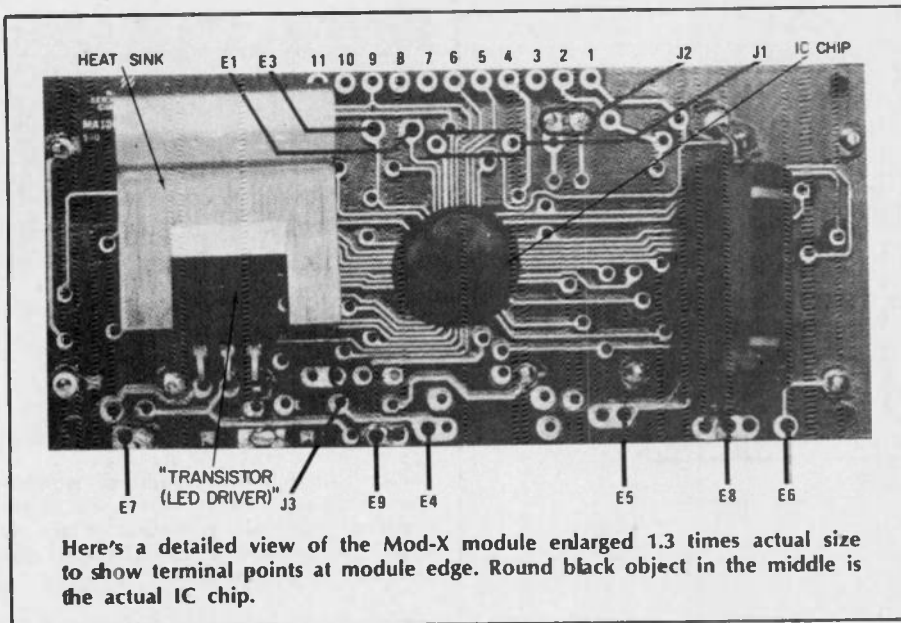 HEAT SINK E1 E3 11 10 9 8 7 6 5 4 3 2 1 J2 J1 IC CHIP
"TRANSISTOR
(LED DRIVER)"
E7 J3 E9 E4 E5 E8 E6
Here's a detailed view of the Mod-X module enlarged 1.3 times actual size
to show terminal points at module edge. Round black object in the middle is
the actual IC chip.